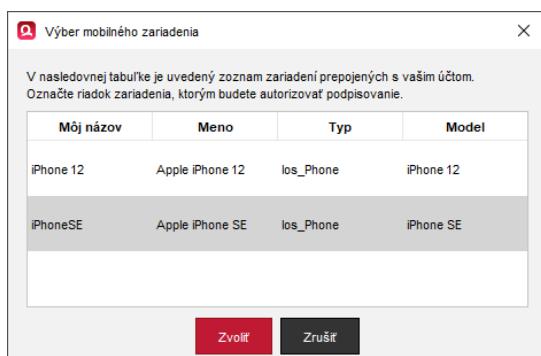 Výber mobilného zariadenia
V nasledovnej tabuľke je uvedený zoznam zariadení prepojených s vašim účtom.
Označte riadok zariadenia, ktorým budete autorizovať podpisovanie.
Môj názov Meno Typ Model
iPhone 12 Apple iPhone 12 Ios_Phone iPhone 12
iPhoneSE Apple iPhone SE Ios_Phone iPhone SE
Zvoliť Zrušiť